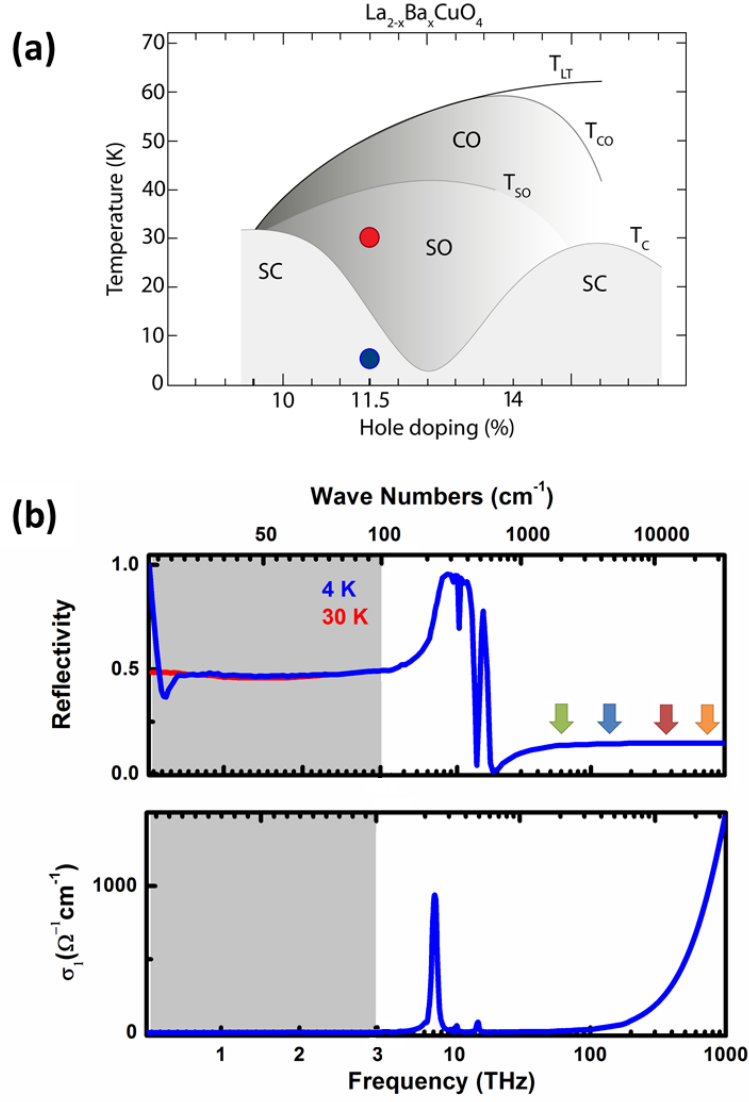 (a)
La2-xBaxCuO4
Temperature (K)
70
60
50
40
30
20
10
0
TLT
TCO
CO
TSO
SO
SC
TC
SC
10
11.5
14
Hole doping (%)
(b)
Wave Numbers (cm-1)
50 100 1000 10000
Reflectivity
1.0
0.5
0.0
4 K
30 K
σ1(Ω-1cm-1)
1000
0
1 2 3 10 100 1000
Frequency (THz)